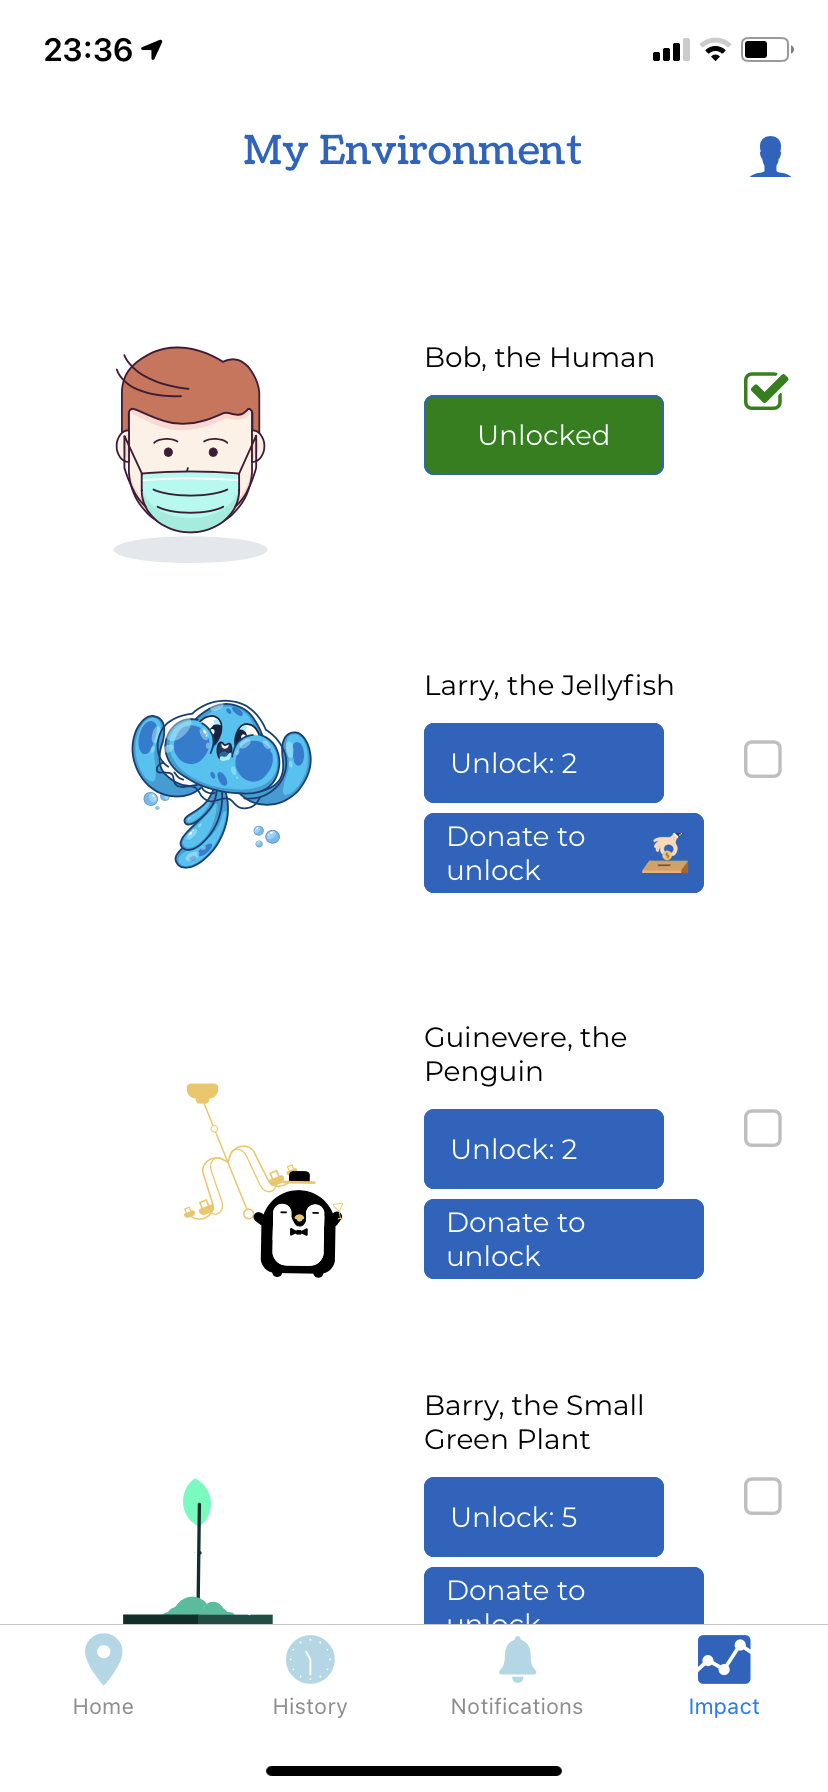 23:36
My Environment
Bob, the Human
Unlocked
Larry, the Jellyfish
Unlock: 2
Donate to
unlock
Guinevere, the
Penguin
Unlock: 2
Donate to
unlock
Barry, the Small
Green Plant
Unlock: 5
Donate to
unlock
Home
History
Notifications
Impact